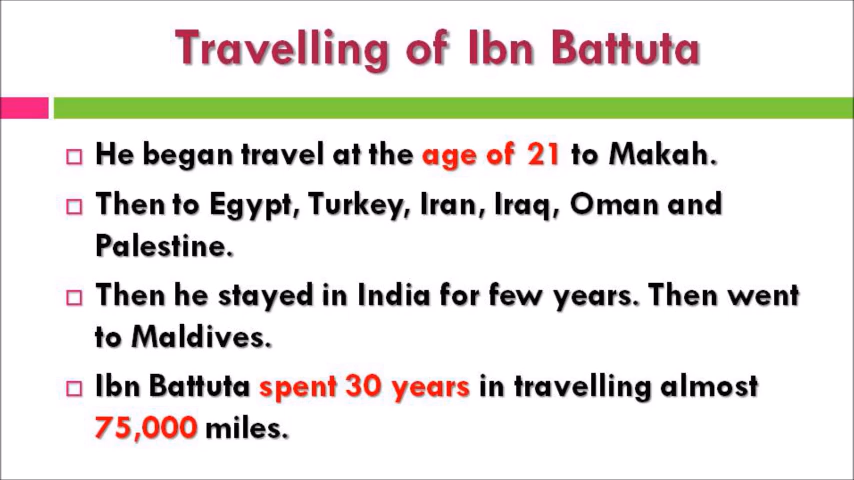 Travelling of Ibn Battuta
He began travel at the age of 21 to Makah.
Then to Egypt, Turkey, Iran, Iraq, Oman and
Palestine.
Then he stayed in India for few years. Then went
to Maldives.
Ibn Battuta spent 30 years in travelling almost
75,000 miles.